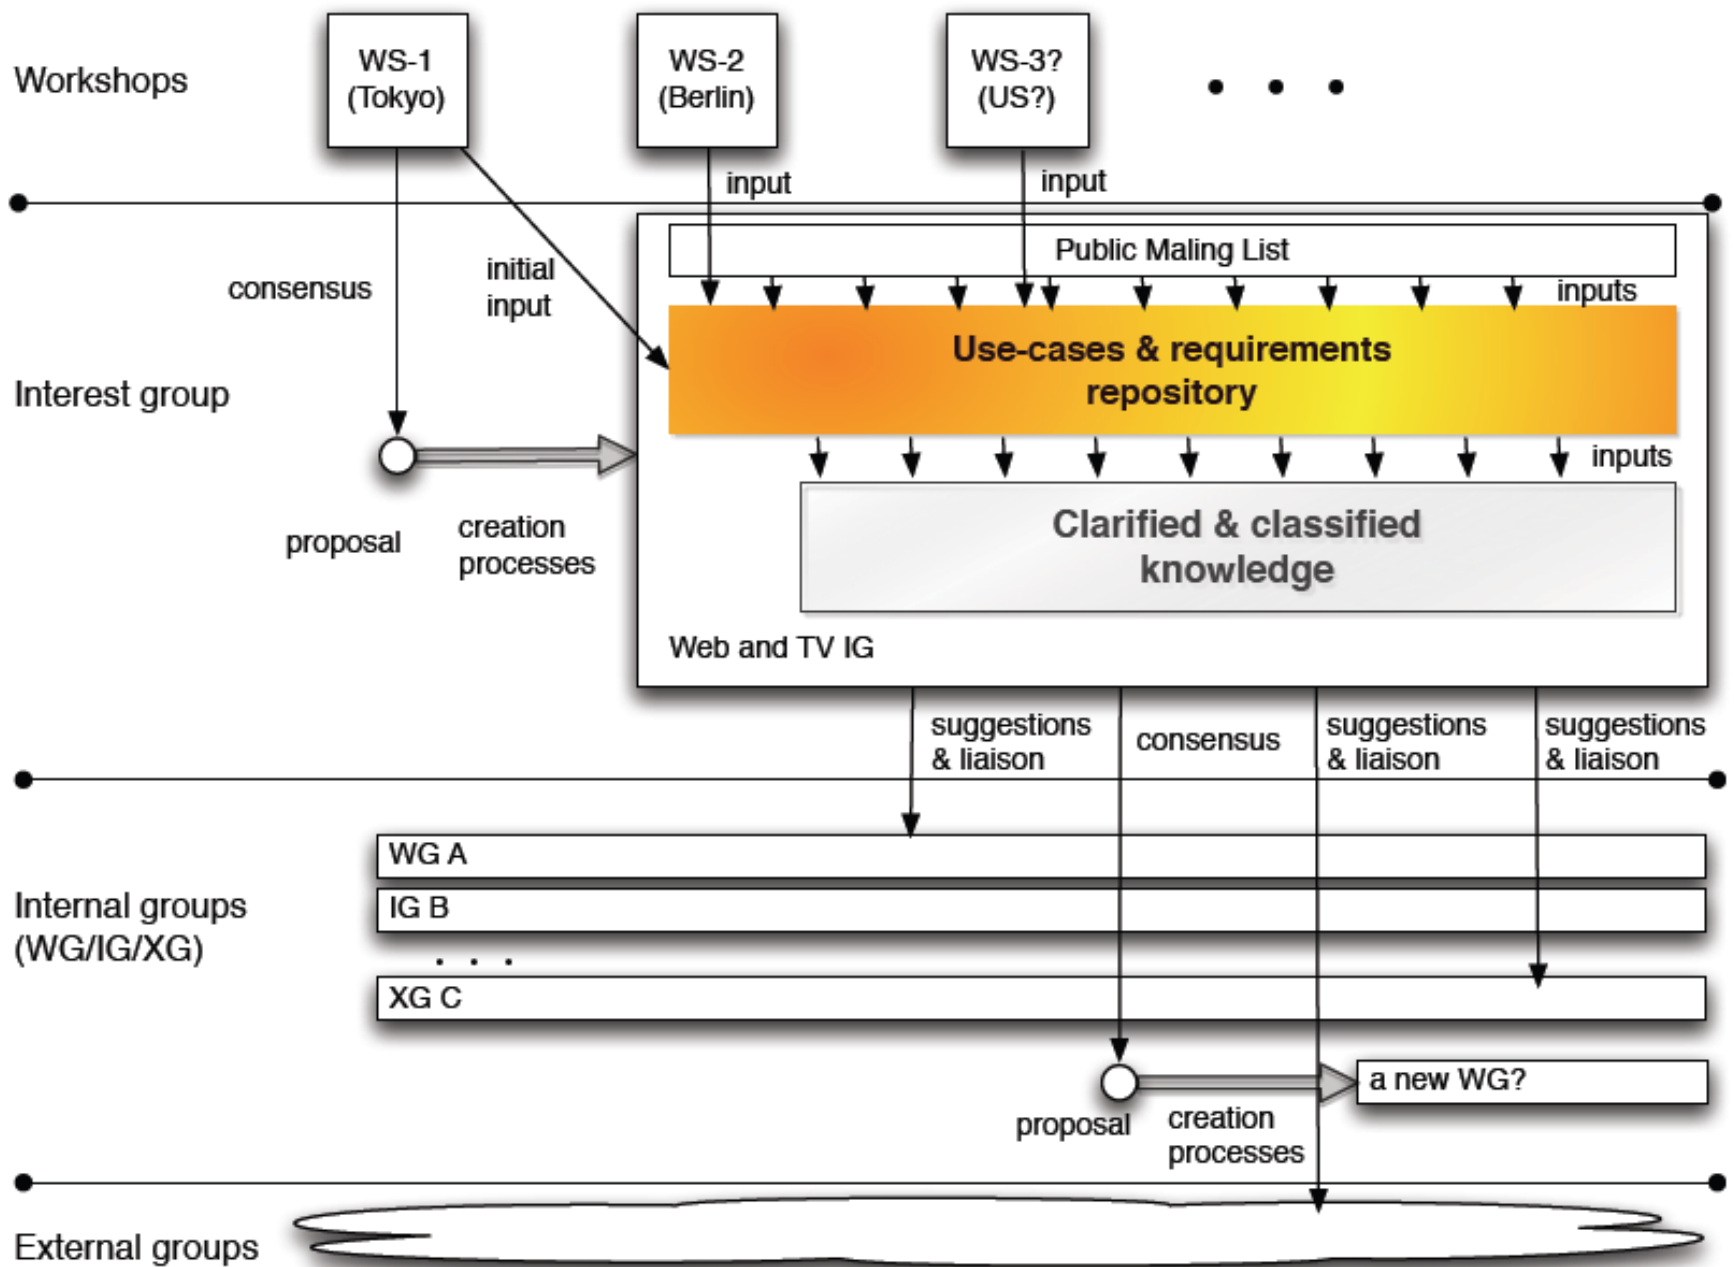 Workshops
WS-1
(Tokyo)
WS-2
(Berlin)
WS-3?
(US?)
. . .
input
input
consensus
initial
input
Public Maling List
inputs
Use-cases & requirements
repository
Interest group
inputs
Clarified & classified
knowledge
proposal
creation
processes
Web and TV IG
suggestions
& liaison
consensus
suggestions
& liaison
suggestions
& liaison
WG A
Internal groups
(WG/IG/XG)
IG B
. . .
XG C
a new WG?
proposal
creation
processes
External groups